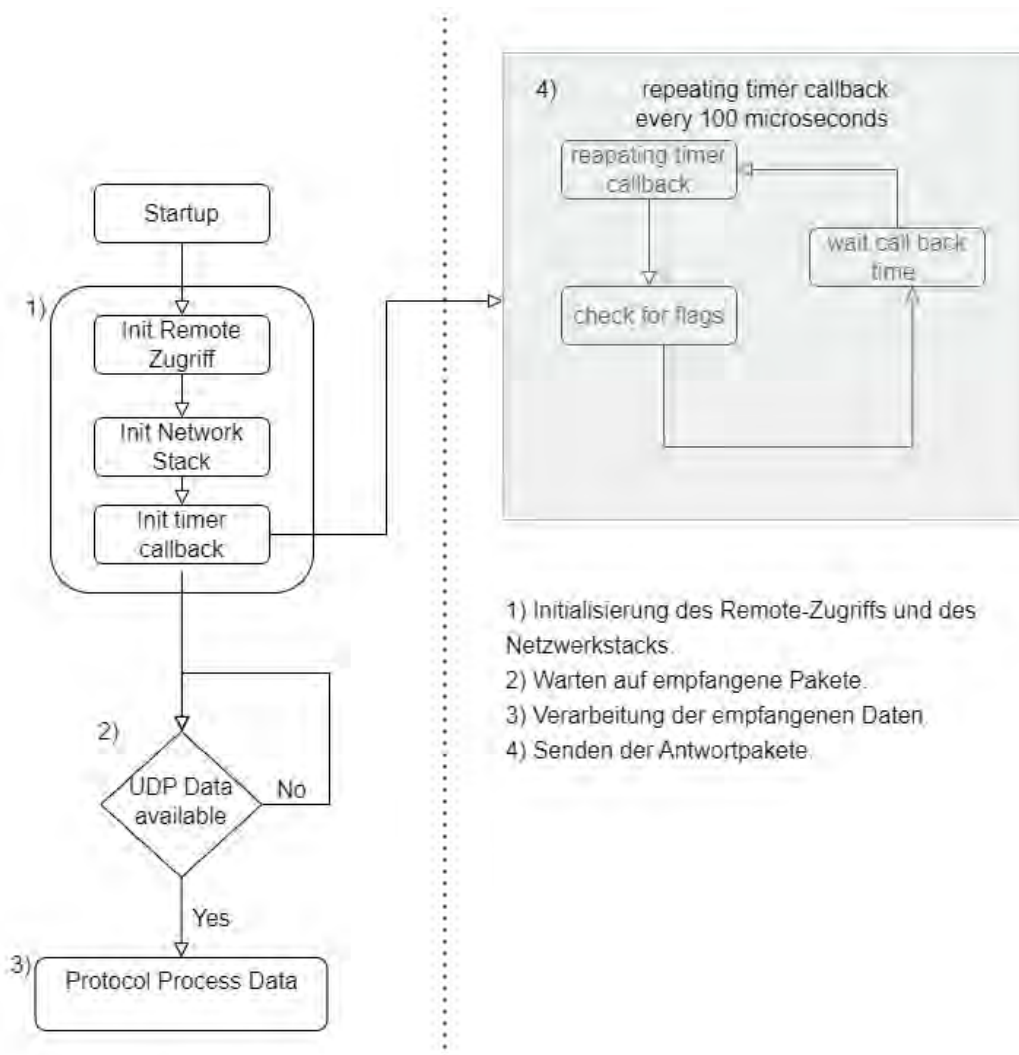 Startup
1)
Init Remote
Zugriff
Init Network
Stack
Init timer
callback
2)
UDP Data
available
No
Yes
3)
Protocol Process Data
4)
repeating timer callback
every 100 microseconds
reapating timer
callback
wait call back
time
check for flags
1) Initialisierung des Remote-Zugriffs und des
Netzwerkstacks.
2) Warten auf empfangene Pakete.
3) Verarbeitung der empfangenen Daten
4) Senden der Antwortpakete.